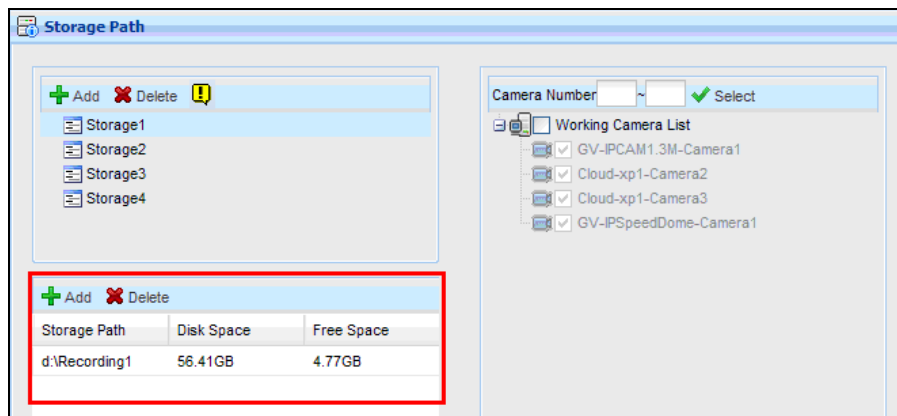 Storage Path
Add Delete
Storage1
Storage2
Storage3
Storage4
Camera Number ~ Select
Working Camera List
GV-IPCAM1.3M-Camera1
Cloud-xp1-Camera2
Cloud-xp1-Camera3
GV-IPSpeedDome-Camera1
Add Delete
Storage Path Disk Space Free Space
d:\Recording1 56.41GB 4.77GB